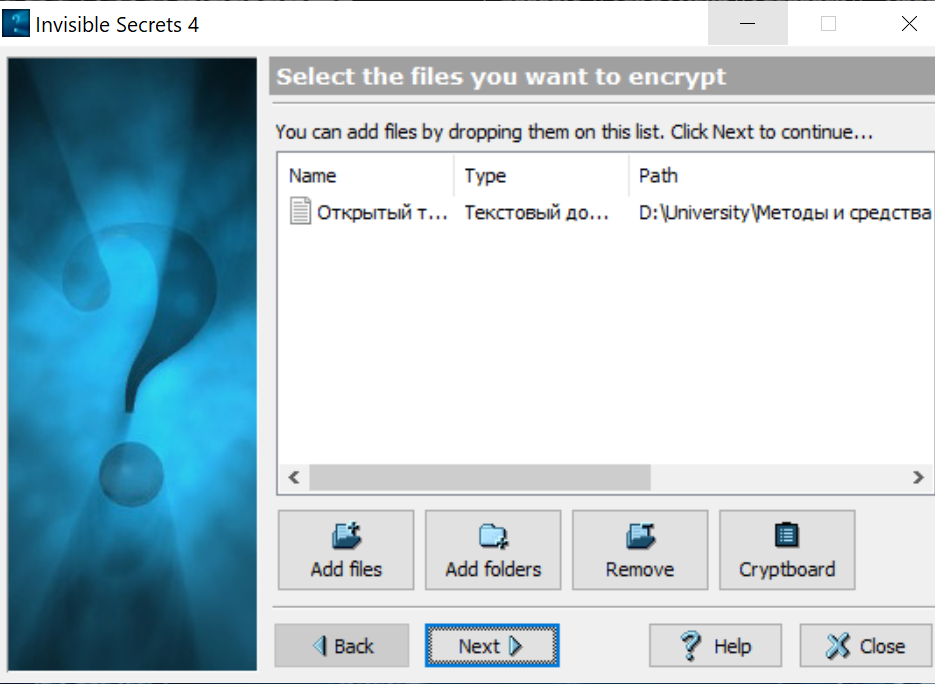 Invisible Secrets 4
Select the files you want to encrypt
You can add files by dropping them on this list. Click Next to continue...
Name Type Path
Открытый т... Текстовый до... D:\University\Методы и средства
Add files Add folders Remove Cryptboard
Back Next Help Close